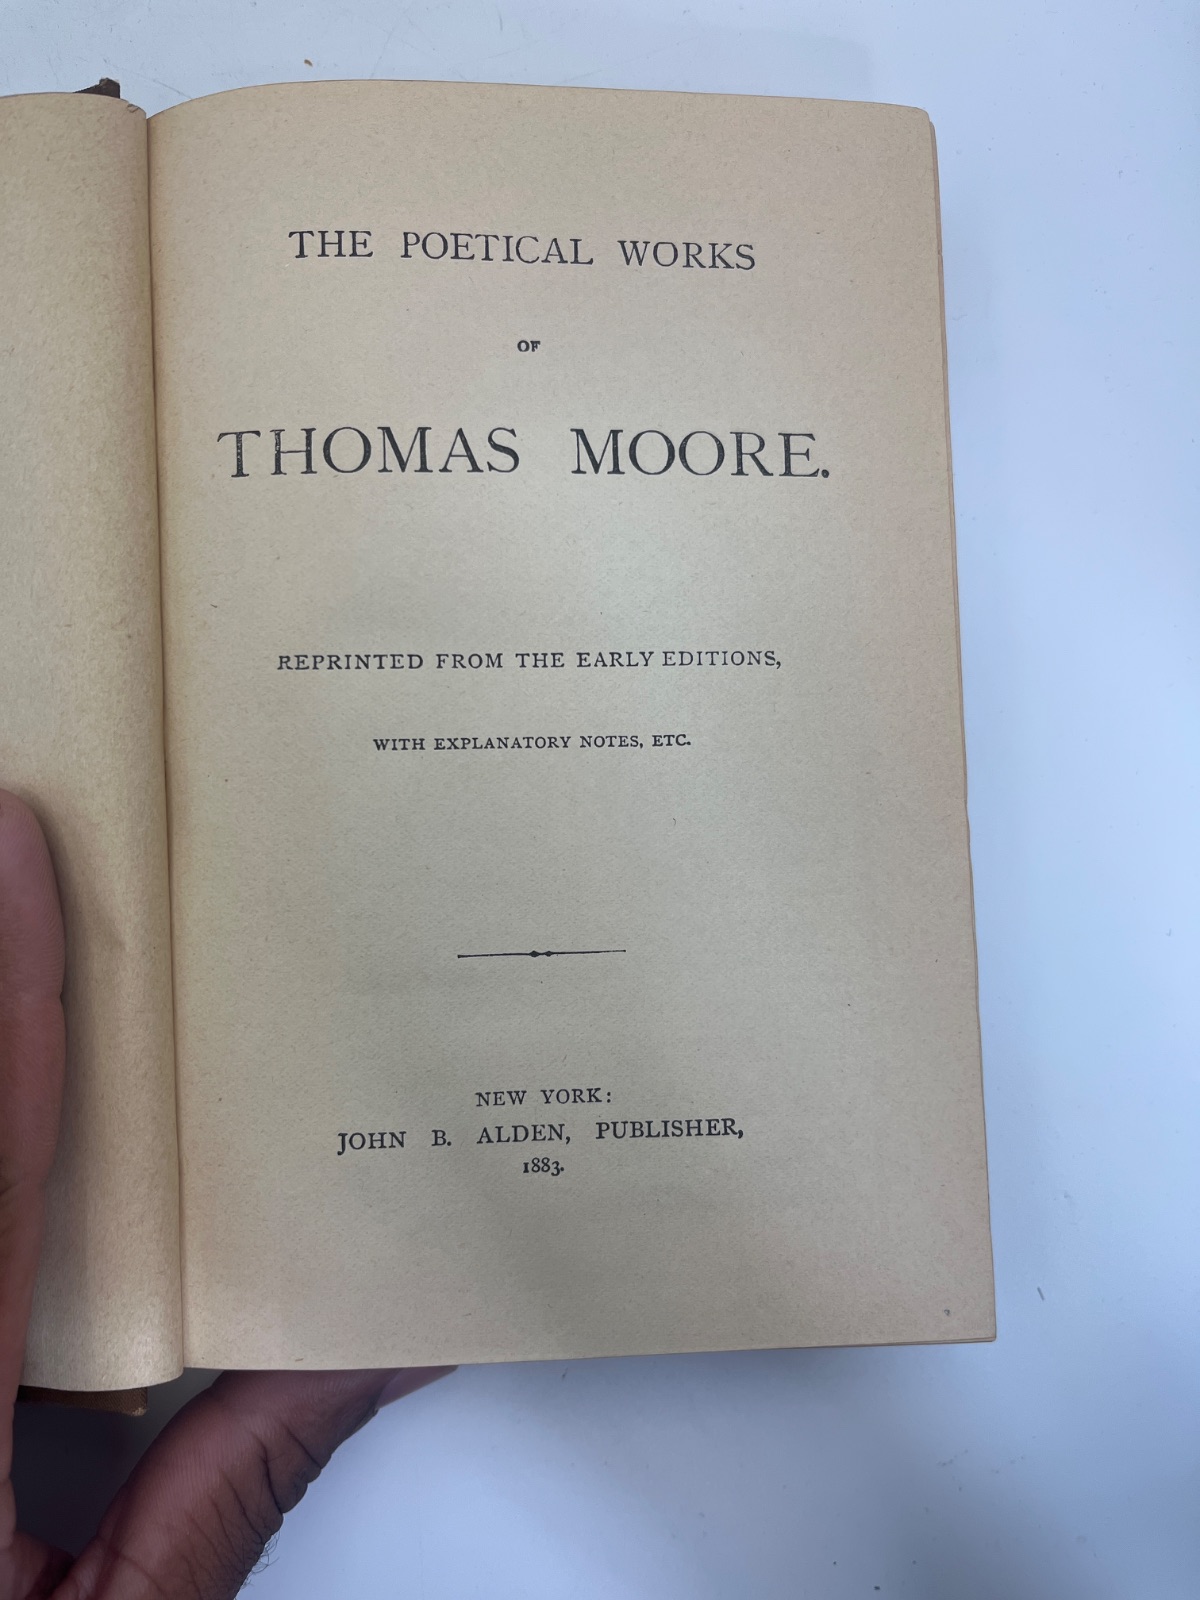 THE POETICAL WORKS
OF
THOMAS MOORE.
REPRINTED FROM THE EARLY EDITIONS,
WITH EXPLANATORY NOTES, ETC.
NEW YORK:
JOHN B. ALDEN, PUBLISHER,
1883.